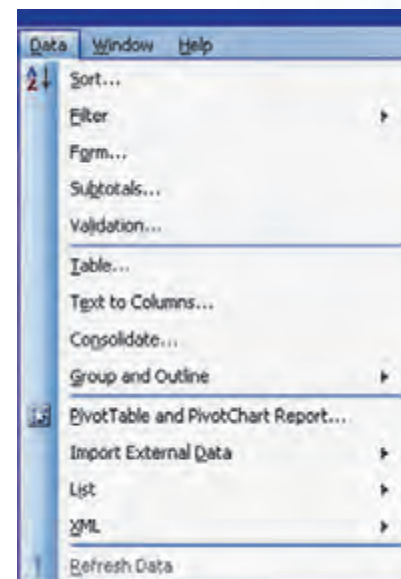 Data Window Help
Sort...
Filter
Form...
Subtotals...
Validation...
Table...
Text to Columns...
Consolidate...
Group and Outline
PivotTable and PivotChart Report...
Import External Data
List
XML
Refresh Data